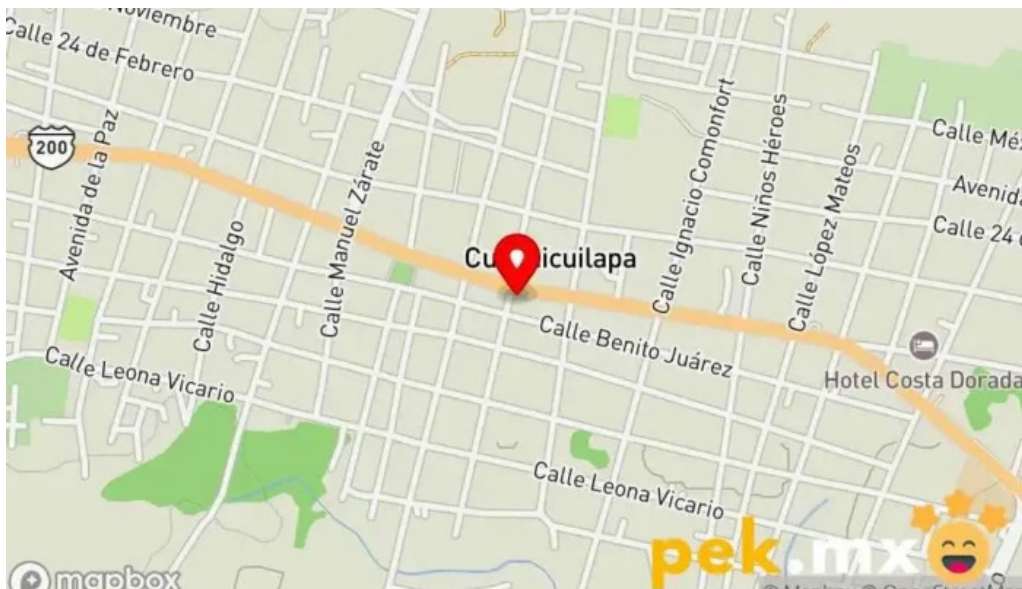 Noviembre
Calle 24 de Febrero
200
Avenida de la Paz
Calle Hidalgo
Calle Manuel Zárate
Calle Ignacio Comonfort
Calle Niños Héroes
Calle López Mateos
Calle Méx
Avenida
Calle 24 d
Calle Benito Juárez
Hotel Costa Dorada
Calle Leona Vicario
Calle Leona Vicario
pek.mx
mapbox